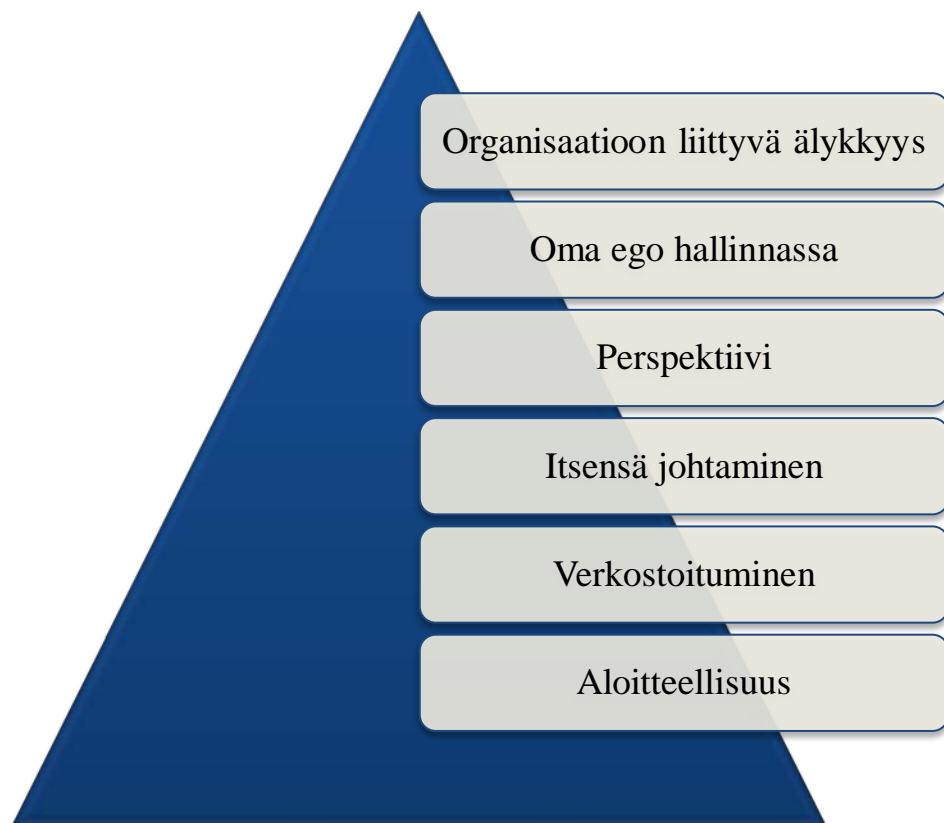 Organisaatioon liittyvä älykkyys
Oma ego hallinnassa
Perspektiivi
Itsensä johtaminen
Verkostoituminen
Aloitteellisuus